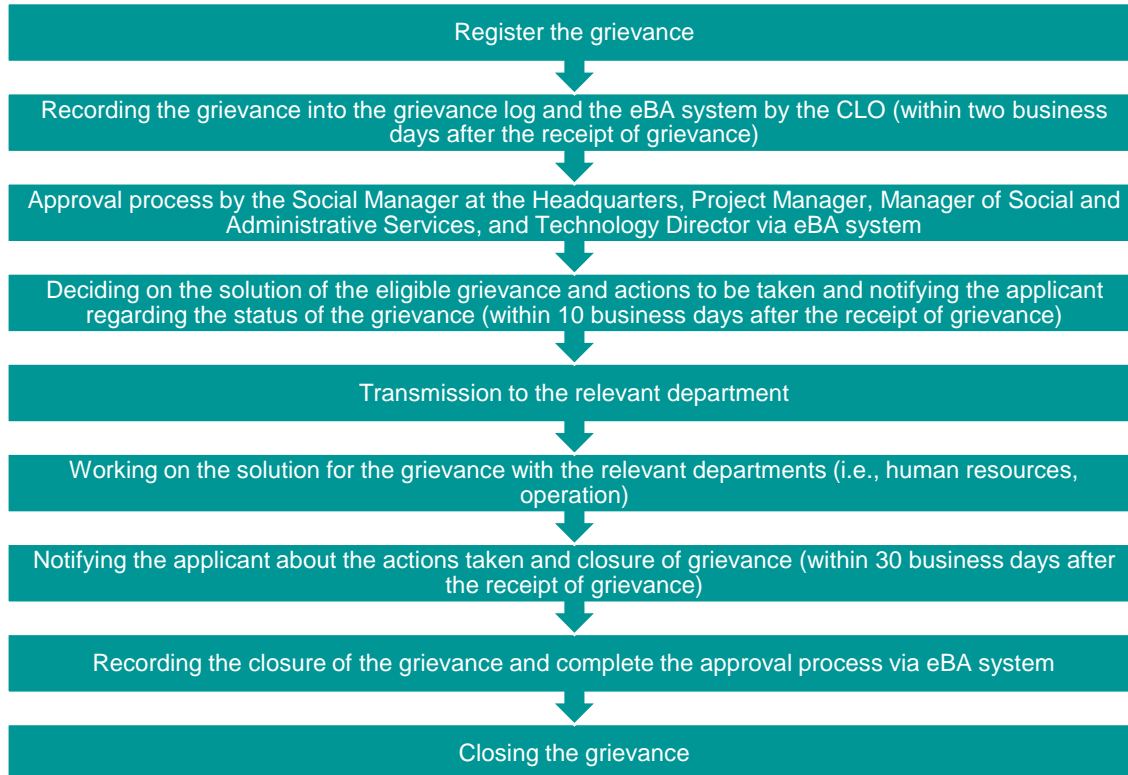 Register the grievance
Recording the grievance into the grievance log and the eBA system by the CLO (within two business
days after the receipt of grievance)
Approval process by the Social Manager at the Headquarters, Project Manager, Manager of Social and
Administrative Services, and Technology Director via eBA system
Deciding on the solution of the eligible grievance and actions to be taken and notifying the applicant
regarding the status of the grievance (within 10 business days after the receipt of grievance)
Transmission to the relevant department
Working on the solution for the grievance with the relevant departments (i.e., human resources,
operation)
Notifying the applicant about the actions taken and closure of grievance (within 30 business days after
the receipt of grievance)
Recording the closure of the grievance and complete the approval process via eBA system
Closing the grievance